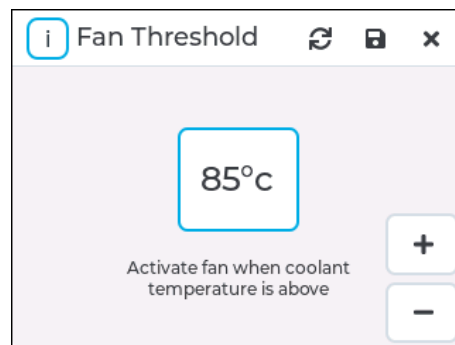 i Fan Threshold
85°c
Activate fan when coolant
temperature is above
+
−